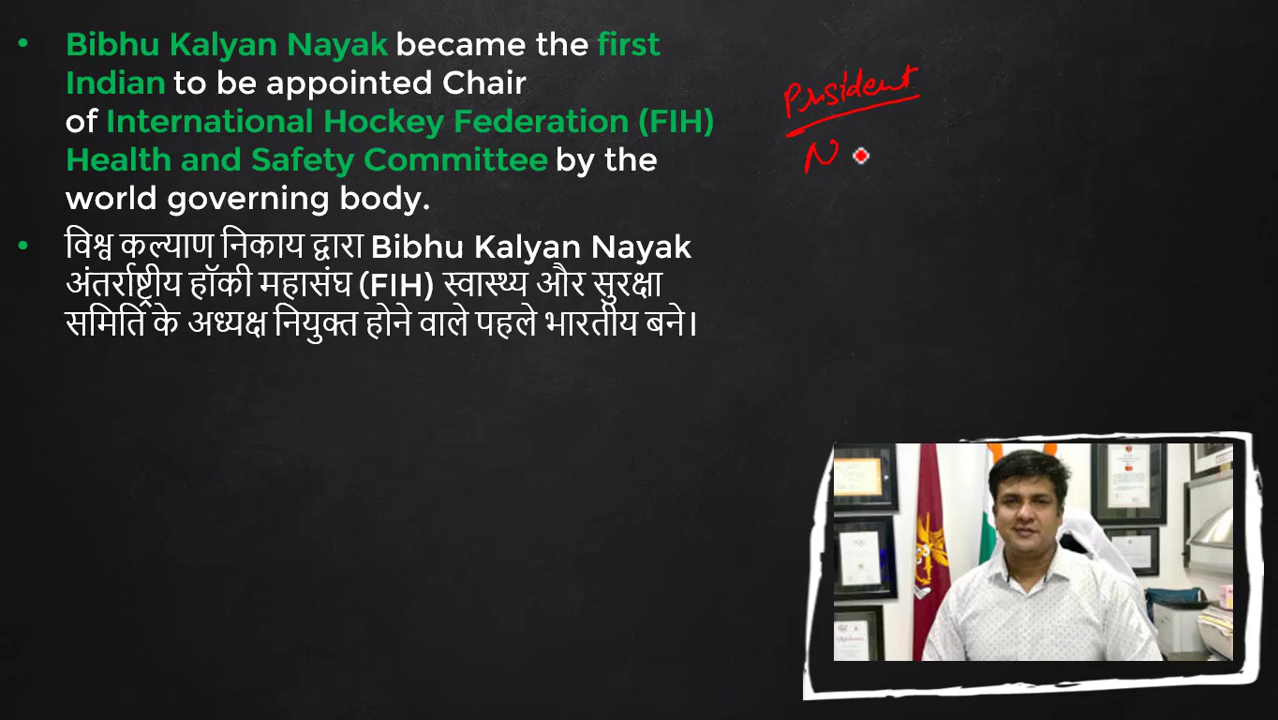 • Bibhu Kalyan Nayak became the first
Indian to be appointed Chair
of International Hockey Federation (FIH)
Health and Safety Committee by the
world governing body.
• विश्व कल्याण निकाय द्वारा Bibhu Kalyan Nayak
अंतर्राष्ट्रीय हॉकी महासंघ (FIH) स्वास्थ्य और सुरक्षा
समिति के अध्यक्ष नियुक्त होने वाले पहले भारतीय बने।
President
N